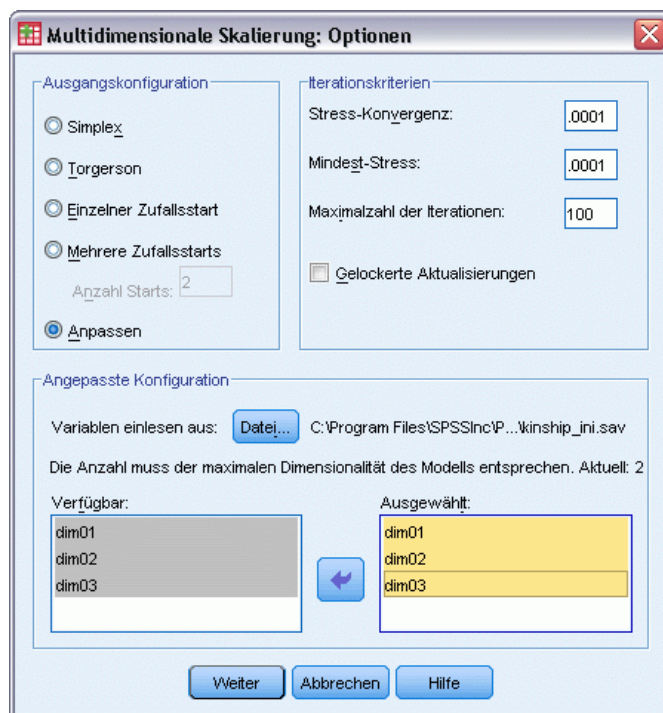 Multidimensionale Skalierung: Optionen
Ausgangskonfiguration
Simplex
Torgerson
Einzelner Zufallsstart
Mehrere Zufallsstarts
Anzahl Starts: 2
Anpassen
Iterationskriterien
Stress-Konvergenz: .0001
Mindest-Stress: .0001
Maximalzahl der Iterationen: 100
Gelockerte Aktualisierungen
Angepasste Konfiguration
Variablen einlesen aus: Datei... C:\Program Files\SPSSInc\P...\kinship_ini.sav
Die Anzahl muss der maximalen Dimensionalität des Modells entsprechen. Aktuell: 2
Verfügbar:
dim01
dim02
dim03
Ausgewählt:
dim01
dim02
dim03
Weiter Abbrechen Hilfe